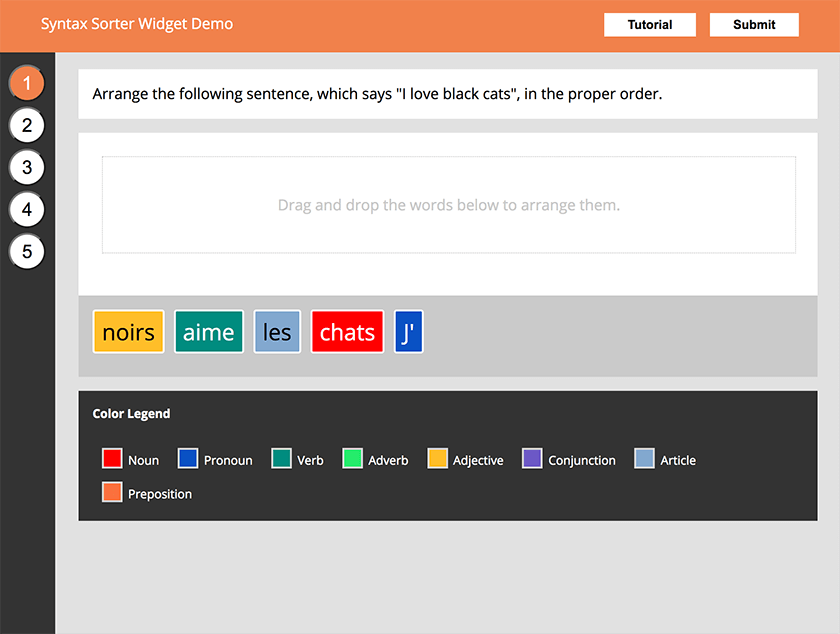 Syntax Sorter Widget Demo
Tutorial
Submit
1
2
3
4
5
Arrange the following sentence, which says "I love black cats", in the proper order.
Drag and drop the words below to arrange them.
noirs aime les chats J'
Color Legend
Noun Pronoun Verb Adverb Adjective Conjunction Article
Preposition